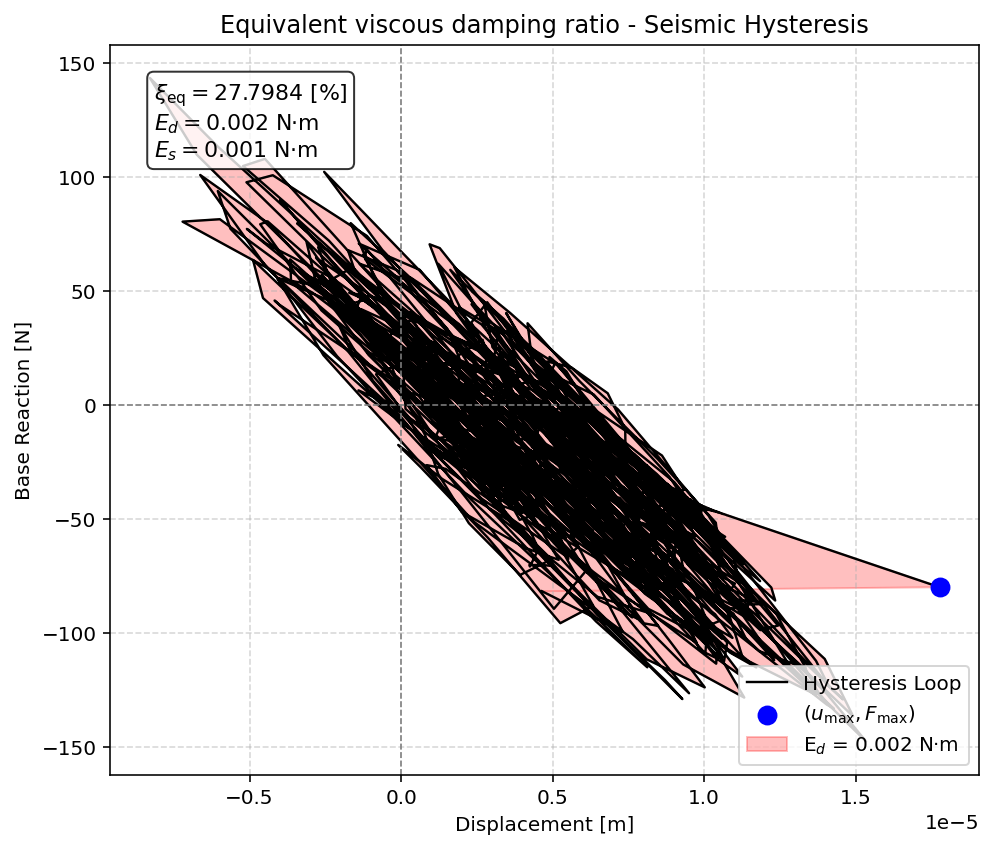 Equivalent viscous damping ratio - Seismic Hysteresis
ξeq = 27.7984 [%]
Ed = 0.002 N·m
Es = 0.001 N·m
Base Reaction [N]
150
100
50
0
−50
−100
−150
Hysteresis Loop
(umax, Fmax)
Ed = 0.002 N·m
−0.5
0.0
0.5
1.0
1.5
1e−5
Displacement [m]